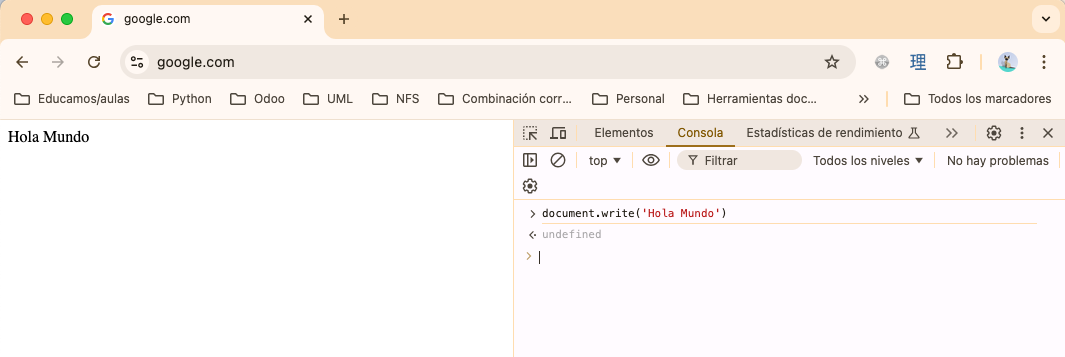 google.com
google.com
理
Educamos/aulas Python Odoo UML NFS Combinación corr… Personal Herramientas doc… Todos los marcadores
Hola Mundo
Elementos Consola Estadísticas de rendimiento
top Filtrar Todos los niveles No hay problemas
document.write('Hola Mundo')
undefined